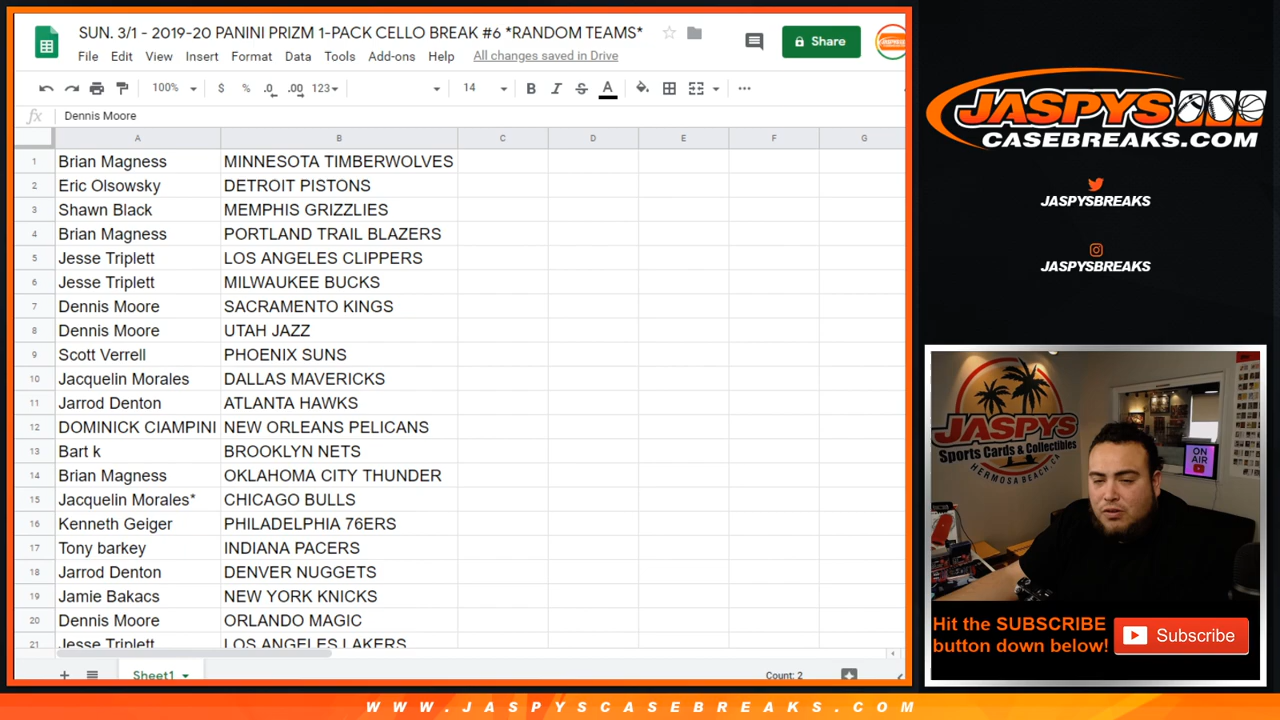 SUN. 3/1 - 2019-20 PANINI PRIZM 1-PACK CELLO BREAK #6 *RANDOM TEAMS*
File Edit View Insert Format Data Tools Add-ons Help All changes saved in Drive
Share
100% $ % .0 .00 123 14 B I S A
fx Dennis Moore
A B C D E F G
1 Brian Magness MINNESOTA TIMBERWOLVES
2 Eric Olsowsky DETROIT PISTONS
3 Shawn Black MEMPHIS GRIZZLIES
4 Brian Magness PORTLAND TRAIL BLAZERS
5 Jesse Triplett LOS ANGELES CLIPPERS
6 Jesse Triplett MILWAUKEE BUCKS
7 Dennis Moore SACRAMENTO KINGS
8 Dennis Moore UTAH JAZZ
9 Scott Verrell PHOENIX SUNS
10 Jacquelin Morales DALLAS MAVERICKS
11 Jarrod Denton ATLANTA HAWKS
12 DOMINICK CIAMPINI NEW ORLEANS PELICANS
13 Bart k BROOKLYN NETS
14 Brian Magness OKLAHOMA CITY THUNDER
15 Jacquelin Morales* CHICAGO BULLS
16 Kenneth Geiger PHILADELPHIA 76ERS
17 Tony barkey INDIANA PACERS
18 Jarrod Denton DENVER NUGGETS
19 Jamie Bakacs NEW YORK KNICKS
20 Dennis Moore ORLANDO MAGIC
21 Jesse Triplett LOS ANGELES LAKERS
Sheet1
Count: 2
JASPYS
CASEBREAKS.COM
JASPYSBREAKS
JASPYSBREAKS
JASPYS
Sports Cards & Collectibles
HERMOSA BEACH, CA
ON AIR
Hit the SUBSCRIBE
button down below!
Subscribe
WWW.JASPYSCASEBREAKS.COM